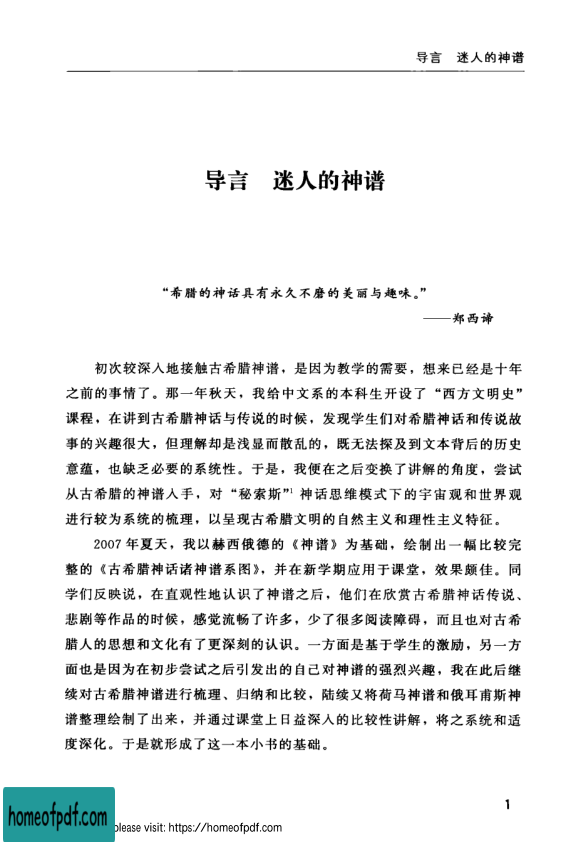 导言 迷人的神谱
导言 迷人的神谱
“希腊的神话具有永久不磨的美丽与趣味。”
——郑西谛
初次较深入地接触古希腊神谱，是因为教学的需要，想来已经是十年
之前的事情了。那一年秋天，我给中文系的本科生开设了“西方文明史”
课程，在讲到古希腊神话与传说的时候，发现学生们对希腊神话和传说故
事的兴趣很大，但理解却是浅显而散乱的，既无法探及到文本背后的历史
意蕴，也缺乏必要的系统性。于是，我便在之后变换了讲解的角度，尝试
从古希腊的神谱入手，对“秘索斯”1 神话思维模式下的宇宙观和世界观
进行较为系统的梳理，以呈现古希腊文明的自然主义和理性主义特征。
2007 年夏天，我以赫西俄德的《神谱》为基础，绘制出一幅比较完
整的《古希腊神话诸神谱系图》，并在新学期应用于课堂，效果颇佳。同
学们反映说，在直观性地认识了神谱之后，他们在欣赏古希腊神话传说、
悲剧等作品的时候，感觉流畅了许多，少了很多阅读障碍，而且也对古希
腊人的思想和文化有了更深刻的认识。一方面是基于学生的激励，另一方
面也是因为在初步尝试之后引发出的自己对神谱的强烈兴趣，我在此后继
续对古希腊神谱进行梳理、归纳和比较，陆续又将荷马神谱和俄耳甫斯神
谱整理绘制了出来，并通过课堂上日益深入的比较性讲解，将之系统和适
度深化。于是就形成了这一本小书的基础。
1
homeofpdf.com
please visit: https://homeofpdf.com